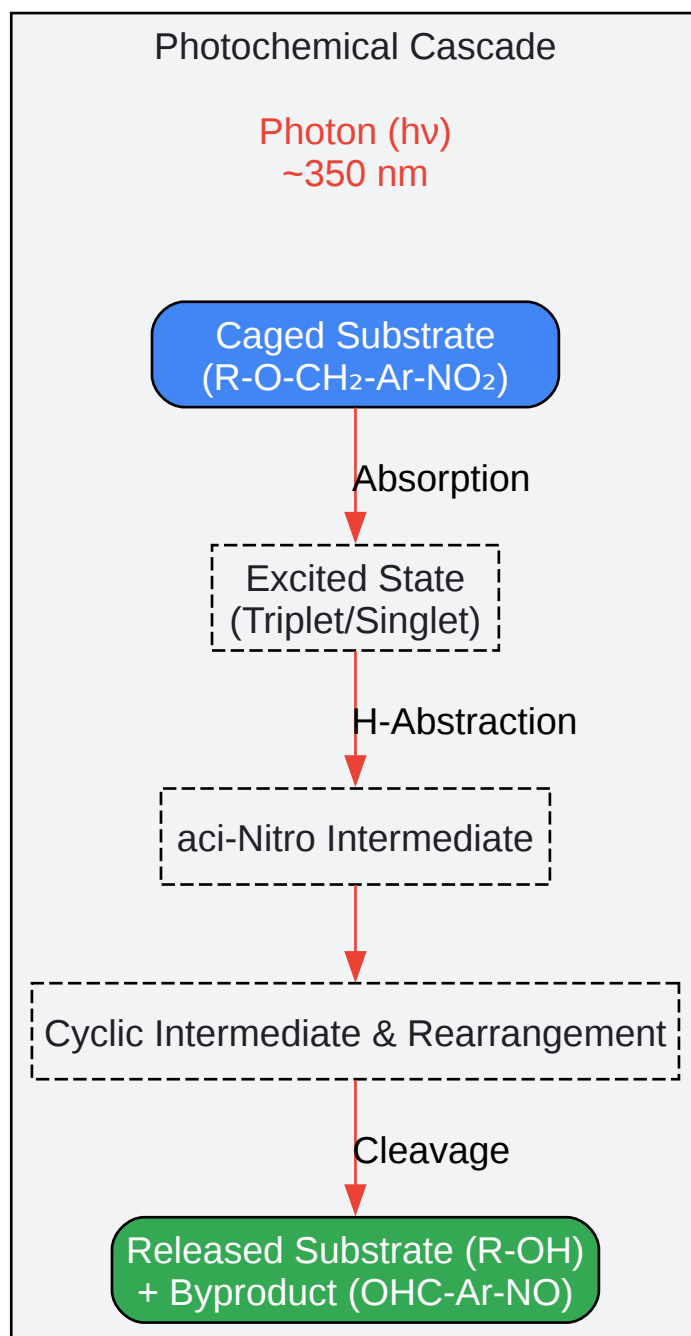 Photochemical Cascade
Photon (hν)
~350 nm
Caged Substrate
(R-O-CH₂-Ar-NO₂)
Absorption
Excited State
(Triplet/Singlet)
H-Abstraction
aci-Nitro Intermediate
Cyclic Intermediate & Rearrangement
Cleavage
Released Substrate (R-OH)
+ Byproduct (OHC-Ar-NO)